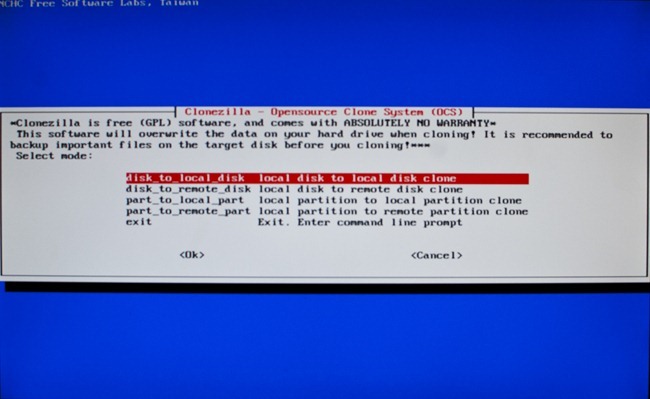 NCHC Free Software Labs, Taiwan
Clonezilla - Opensource Clone System (OCS)
*Clonezilla is free (GPL) software, and comes with ABSOLUTELY NO WARRANTY*
This software will overwrite the data on your hard drive when cloning! It is recommended to
backup important files on the target disk before you cloning!***
Select mode:
disk_to_local_disk local disk to local disk clone
disk_to_remote_disk local disk to remote disk clone
part_to_local_part local partition to local partition clone
part_to_remote_part local partition to remote partition clone
exit Exit. Enter command line prompt
<Ok> <Cancel>